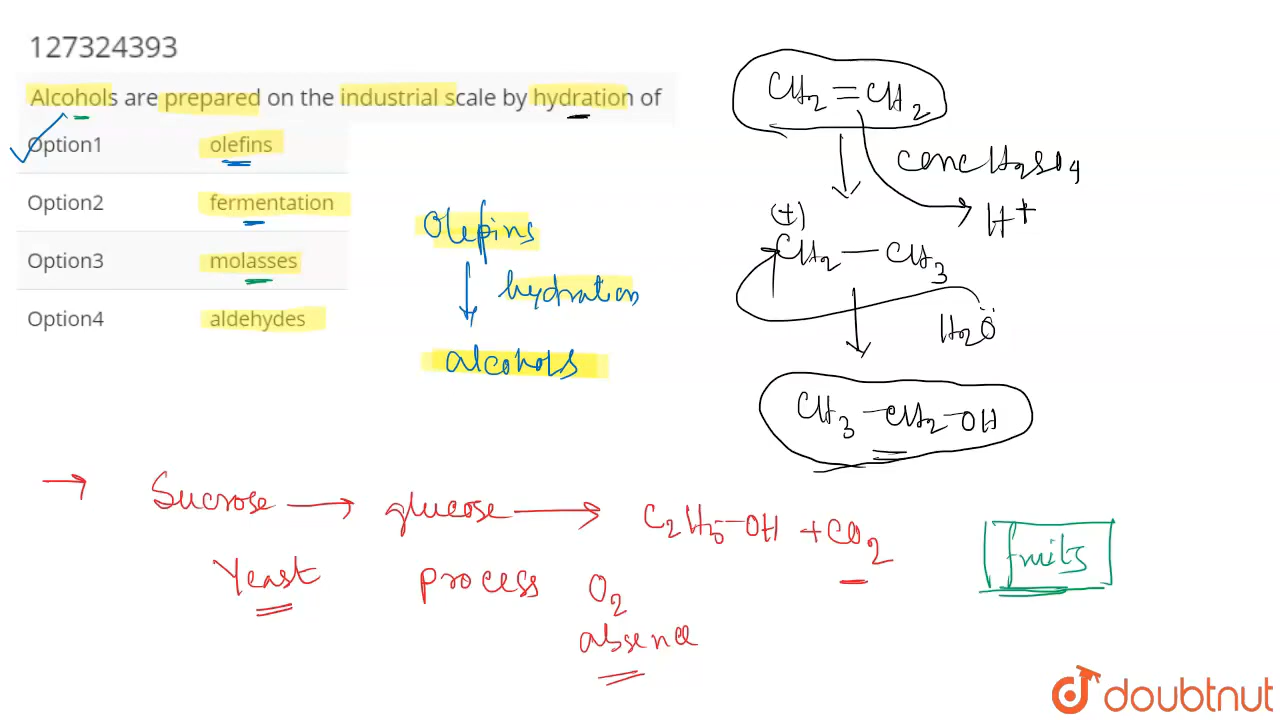 127324393
Alcohols are prepared on the industrial scale by hydration of
Option1 olefins
Option2 fermentation
Option3 molasses
Option4 aldehydes
Olefins
hydration
alcohols
CH2 = CH2
conc H2SO4
H+
(+)
CH2 — CH3
H2O
CH3 — CH2 — OH
→ Sucrose → glucose → C2H5 — OH + CO2
Yeast process O2
absence
fruits
doubtnut